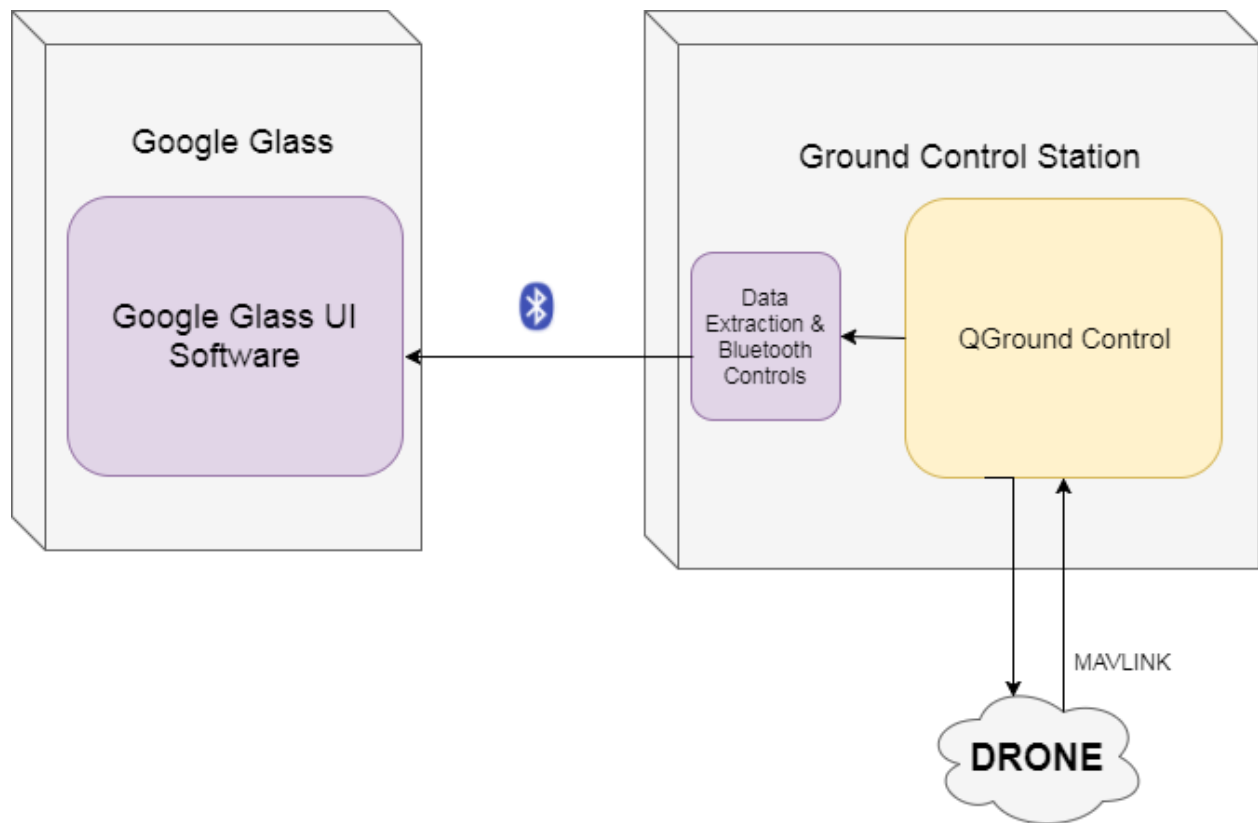 Google Glass
Google Glass UI
Software
Ground Control Station
Data
Extraction &
Bluetooth
Controls
QGround Control
MAVLINK
DRONE